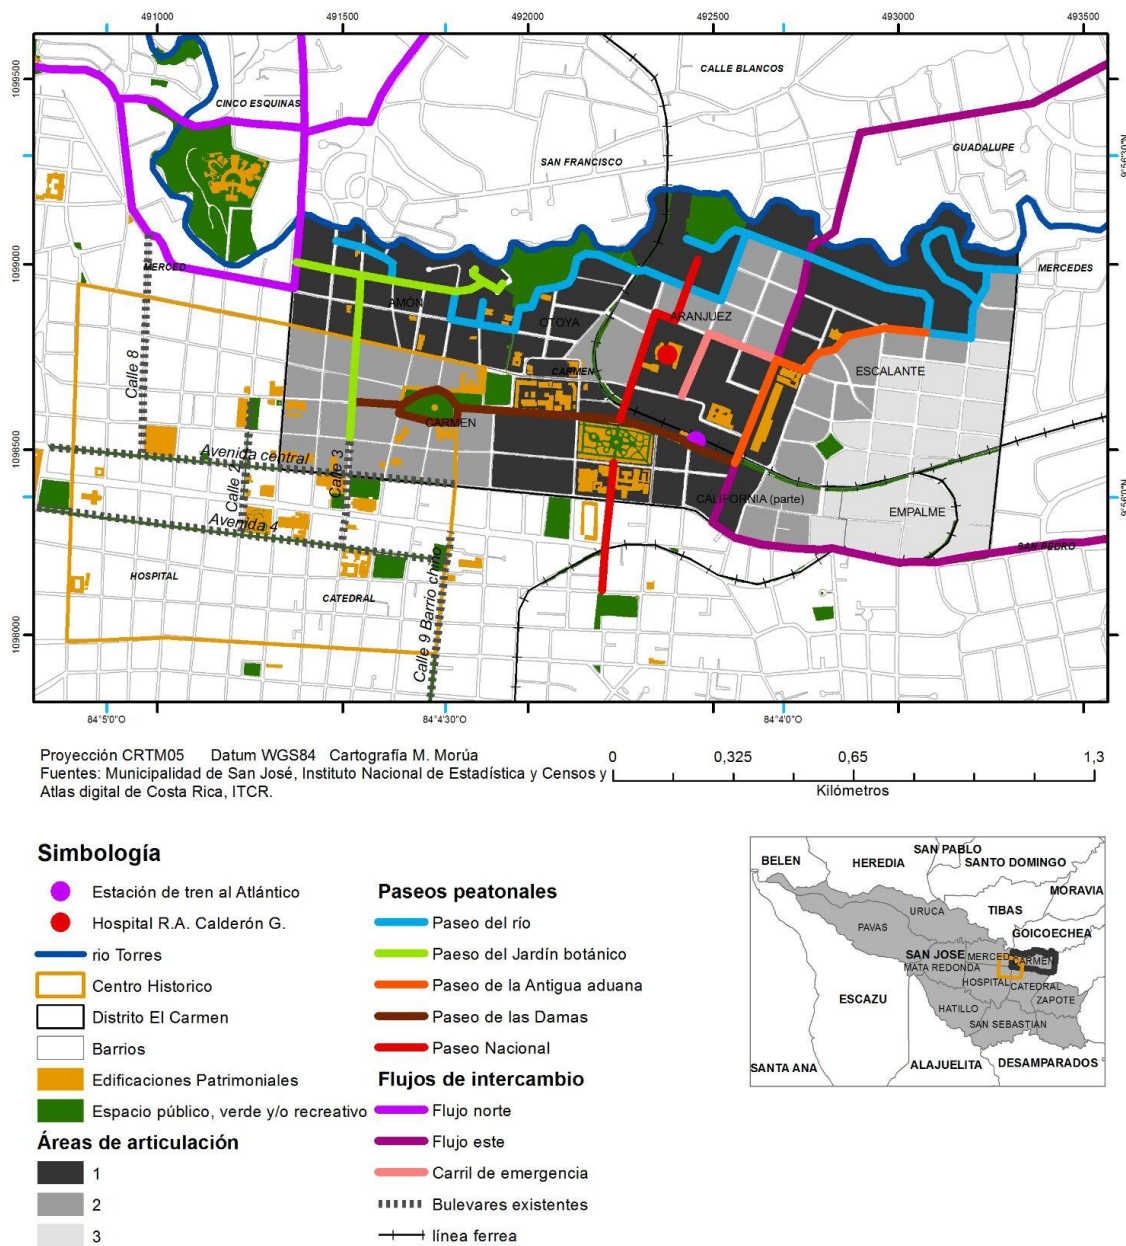 491000 491500 492000 492500 493000 493500
1099500
1099000
1098500
1098000
9°56'30"N
9°56'0"N
CALLE BLANCOS
CINCO ESQUINAS
GUADALUPE
SAN FRANCISCO
MERCED
MERCEDES
AMÓN
OTOYA
ARANJUEZ
CARMEN
ESCALANTE
CARMEN
Calle 8
Avenida central
Calle 2
Calle 3
CALIFORNIA (parte)
EMPALME
Avenida 4
SAN PEDRO
HOSPITAL
CATEDRAL
Calle 9 Barrio chino
84°5'0"O 84°4'30"O 84°4'0"O
Proyección CRTM05 Datum WGS84 Cartografía M. Morúa
Fuentes: Municipalidad de San José, Instituto Nacional de Estadística y Censos y
Atlas digital de Costa Rica, ITCR.
0 0,325 0,65 1,3
Kilómetros
Simbología
Estación de tren al Atlántico
Hospital R.A. Calderón G.
rio Torres
Centro Historico
Distrito El Carmen
Barrios
Edificaciones Patrimoniales
Espacio público, verde y/o recreativo
Áreas de articulación
1
2
3
Paseos peatonales
Paseo del río
Paeso del Jardín botánico
Paseo de la Antigua aduana
Paseo de las Damas
Paseo Nacional
Flujos de intercambio
Flujo norte
Flujo este
Carril de emergencia
Bulevares existentes
línea ferrea
BELEN
HEREDIA
SAN PABLO
SANTO DOMINGO
MORAVIA
TIBAS
GOICOECHEA
URUCA
PAVAS
SAN JOSE
MERCED
CARMEN
MATA REDONDA
HOSPITAL
CATEDRAL
ZAPOTE
ESCAZU
HATILLO
SAN SEBASTIAN
SANTA ANA
ALAJUELITA
DESAMPARADOS